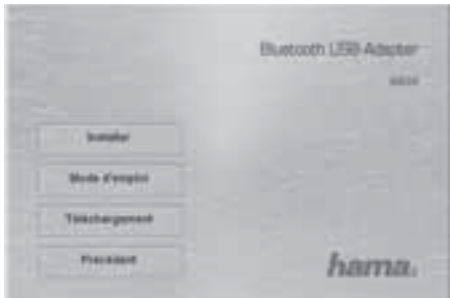 Bluetooth USB-Adapter
Installer
Mode d'emploi
Téléchargement
Précédent
hama.